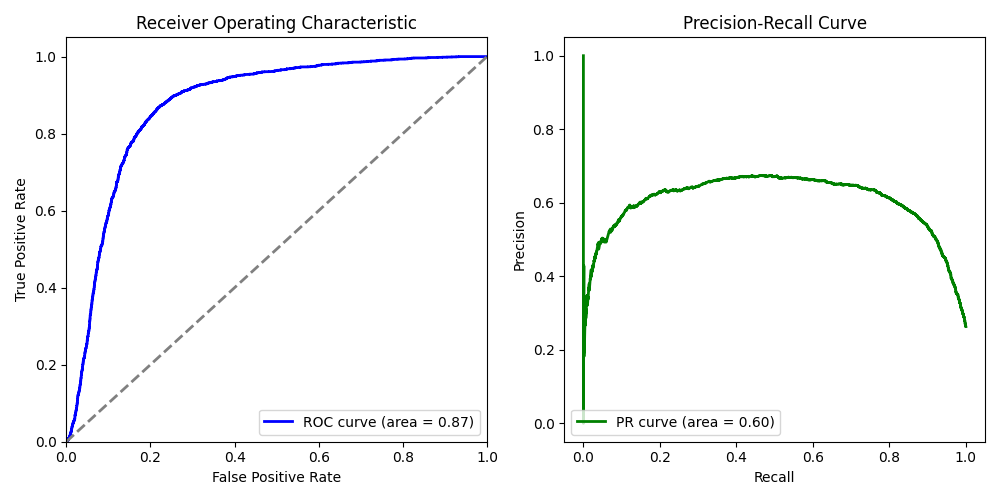 Receiver Operating Characteristic
True Positive Rate
1.0
0.8
0.6
0.4
0.2
0.0
0.0 0.2 0.4 0.6 0.8 1.0
False Positive Rate
ROC curve (area = 0.87)
Precision-Recall Curve
Precision
1.0
0.8
0.6
0.4
0.2
0.0
0.0 0.2 0.4 0.6 0.8 1.0
Recall
PR curve (area = 0.60)